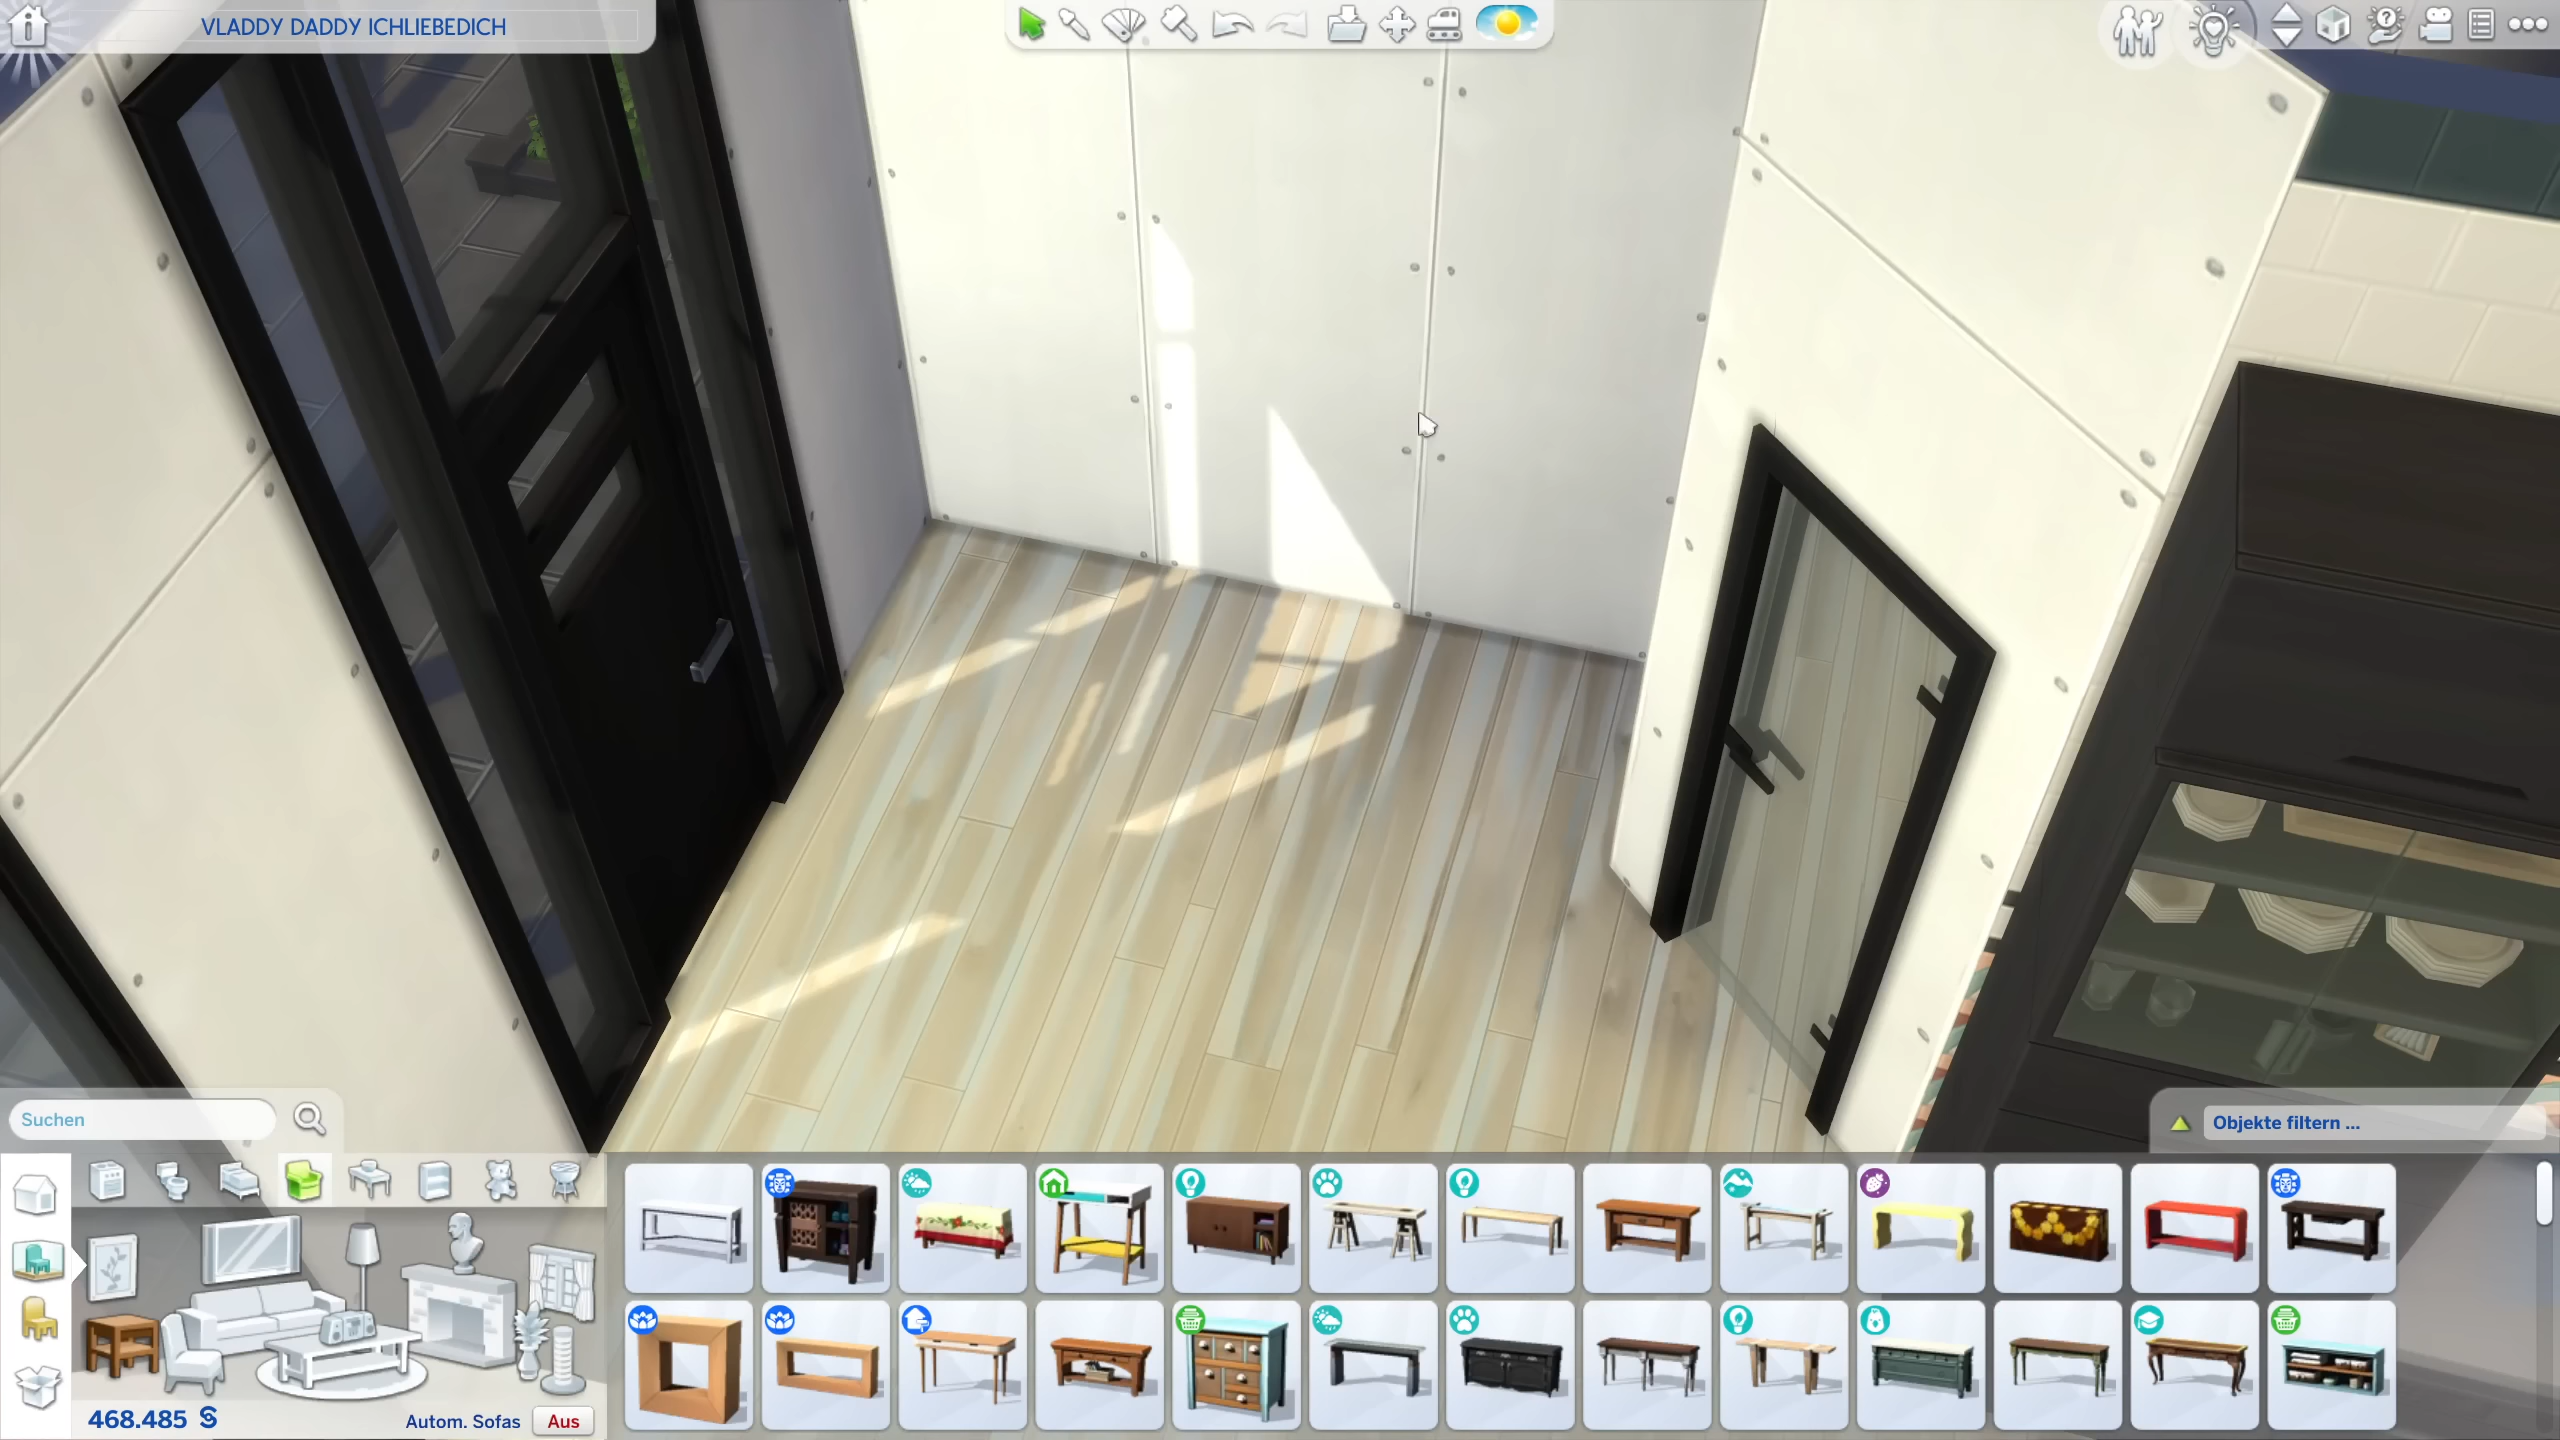 VLADDY DADDY ICHLIEBEDICH
Suchen
Objekte filtern ...
468.485
Autom. Sofas
Aus